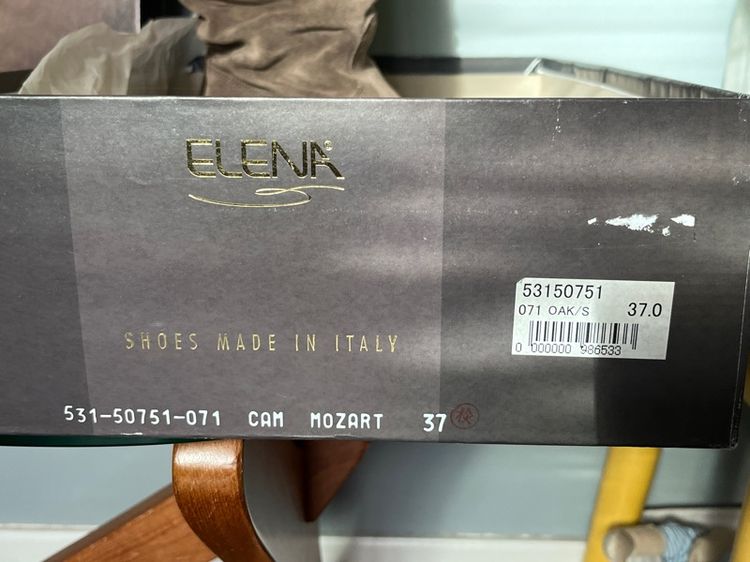 ELENA®
53150751
071 OAK/S 37.0
0 000000 986533
SHOES MADE IN ITALY
531-50751-071 CAM MOZART 37